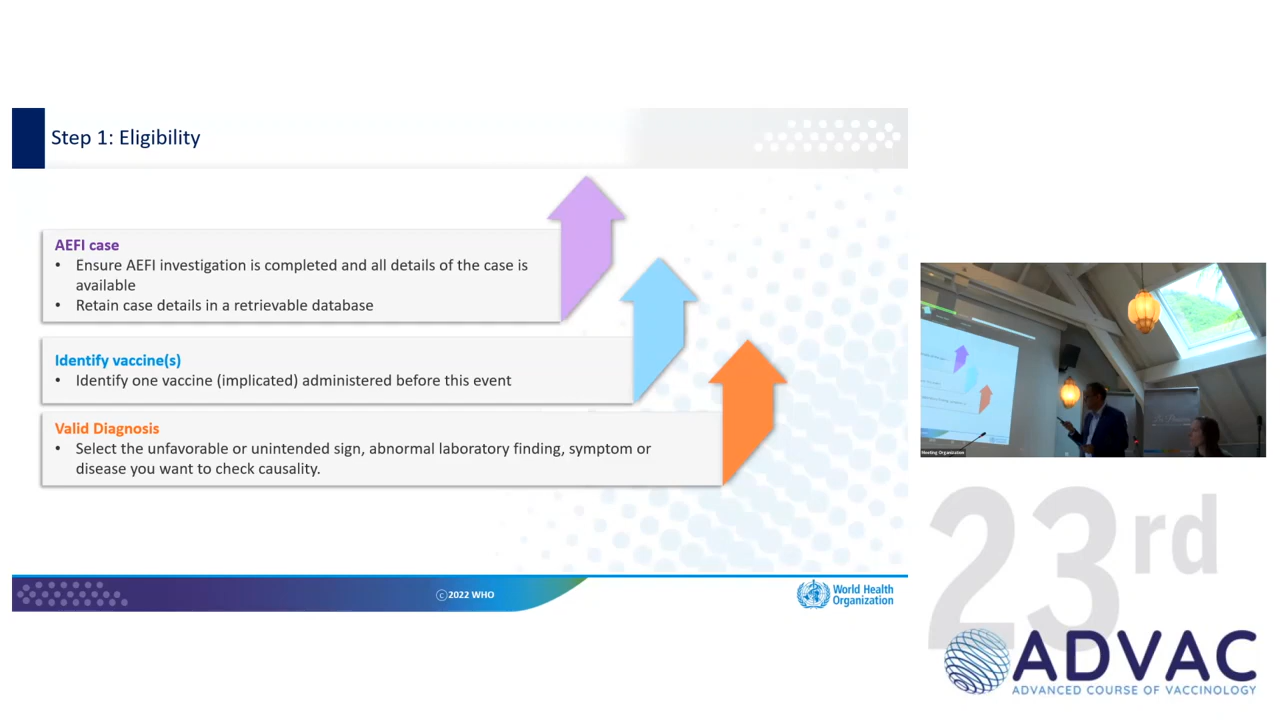 Step 1: Eligibility
AEFI case
• Ensure AEFI investigation is completed and all details of the case is
available
• Retain case details in a retrievable database
Identify vaccine(s)
• Identify one vaccine (implicated) administered before this event
Valid Diagnosis
• Select the unfavorable or unintended sign, abnormal laboratory finding, symptom or
disease you want to check causality.
ⓒ2022 WHO
World Health
Organization
Meeting Organization
23rd
ADVAC
ADVANCED COURSE OF VACCINOLOGY